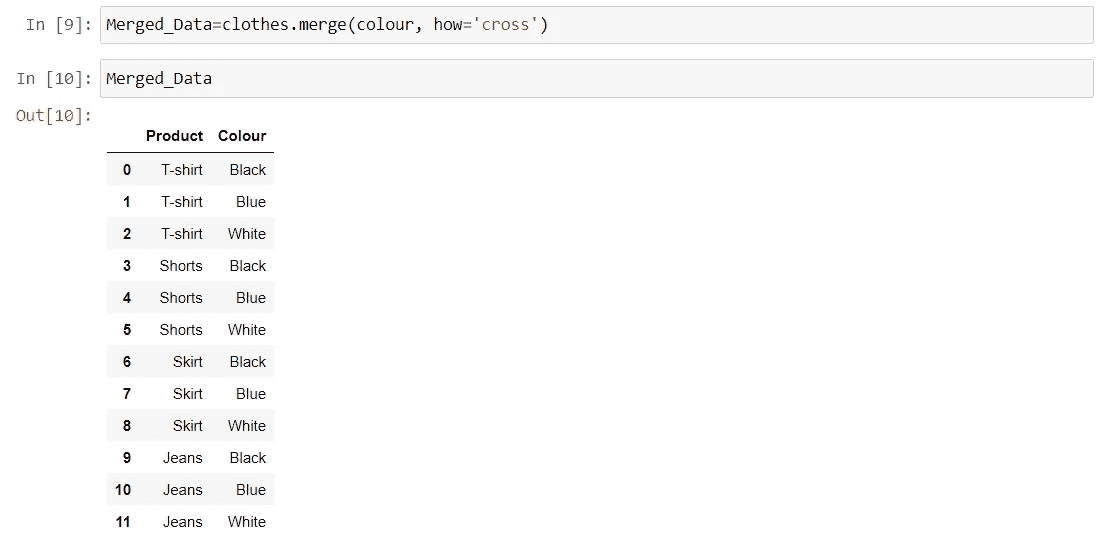 In [9]: Merged_Data=clothes.merge(colour, how='cross')
In [10]: Merged_Data
Out[10]:
Product Colour
0 T-shirt Black
1 T-shirt Blue
2 T-shirt White
3 Shorts Black
4 Shorts Blue
5 Shorts White
6 Skirt Black
7 Skirt Blue
8 Skirt White
9 Jeans Black
10 Jeans Blue
11 Jeans White